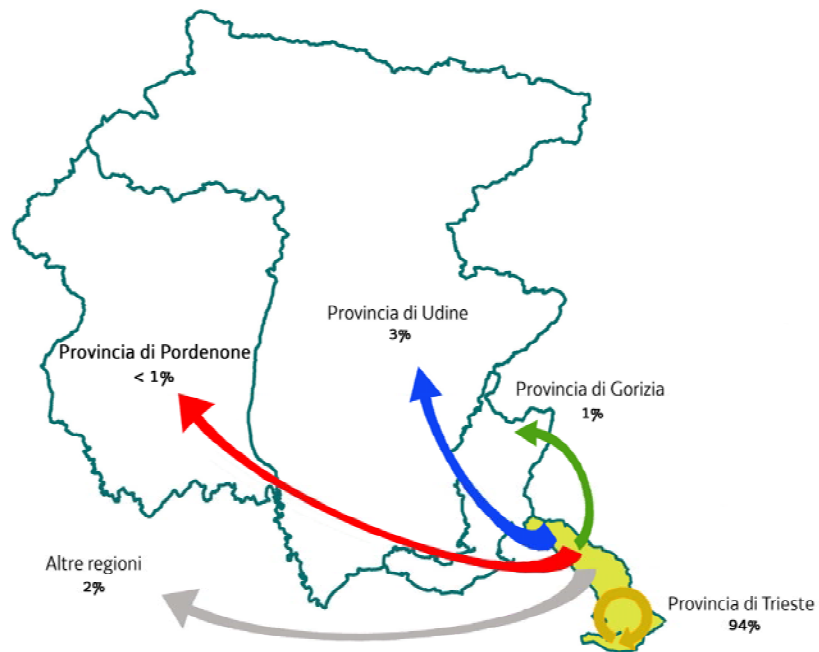 Provincia di Udine
3%
Provincia di Pordenone
< 1%
Provincia di Gorizia
1%
Altre regioni
2%
Provincia di Trieste
94%